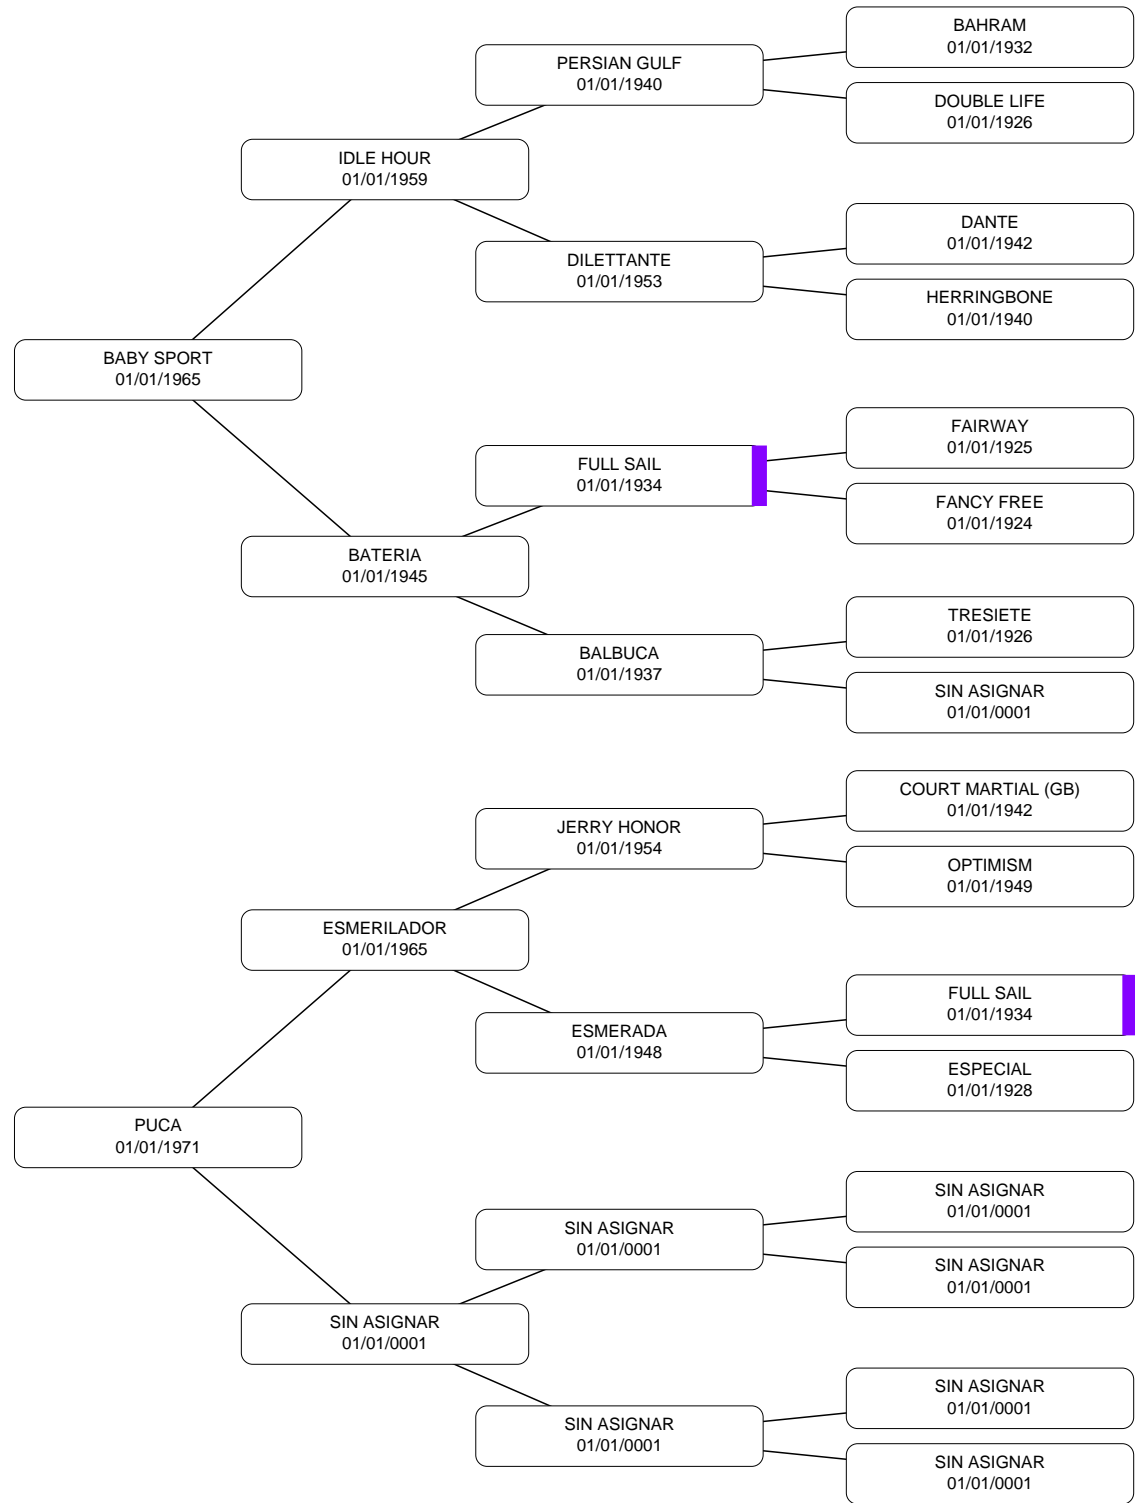 BAHRAM
01/01/1932
PERSIAN GULF
01/01/1940
DOUBLE LIFE
01/01/1926
IDLE HOUR
01/01/1959
DANTE
01/01/1942
DILETTANTE
01/01/1953
HERRINGBONE
01/01/1940
BABY SPORT
01/01/1965
FAIRWAY
01/01/1925
FULL SAIL
01/01/1934
FANCY FREE
01/01/1924
BATERIA
01/01/1945
TRESIETE
01/01/1926
BALBUCA
01/01/1937
SIN ASIGNAR
01/01/0001
COURT MARTIAL (GB)
01/01/1942
JERRY HONOR
01/01/1954
OPTIMISM
01/01/1949
ESMERILADOR
01/01/1965
FULL SAIL
01/01/1934
ESMERADA
01/01/1948
ESPECIAL
01/01/1928
PUCA
01/01/1971
SIN ASIGNAR
01/01/0001
SIN ASIGNAR
01/01/0001
SIN ASIGNAR
01/01/0001
SIN ASIGNAR
01/01/0001
SIN ASIGNAR
01/01/0001
SIN ASIGNAR
01/01/0001
SIN ASIGNAR
01/01/0001